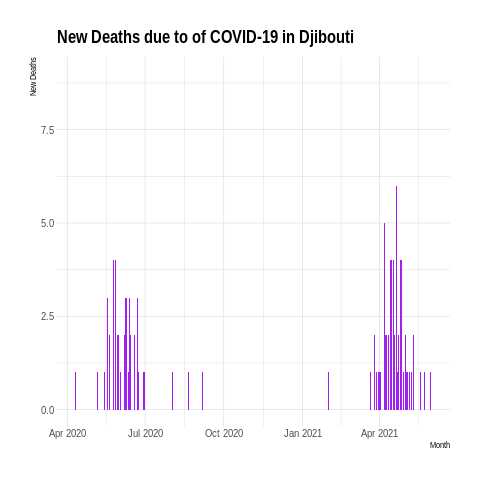 New Deaths due to of COVID-19 in Djibouti
New Deaths
7.5
5.0
2.5
0.0
Apr 2020 Jul 2020 Oct 2020 Jan 2021 Apr 2021
Month